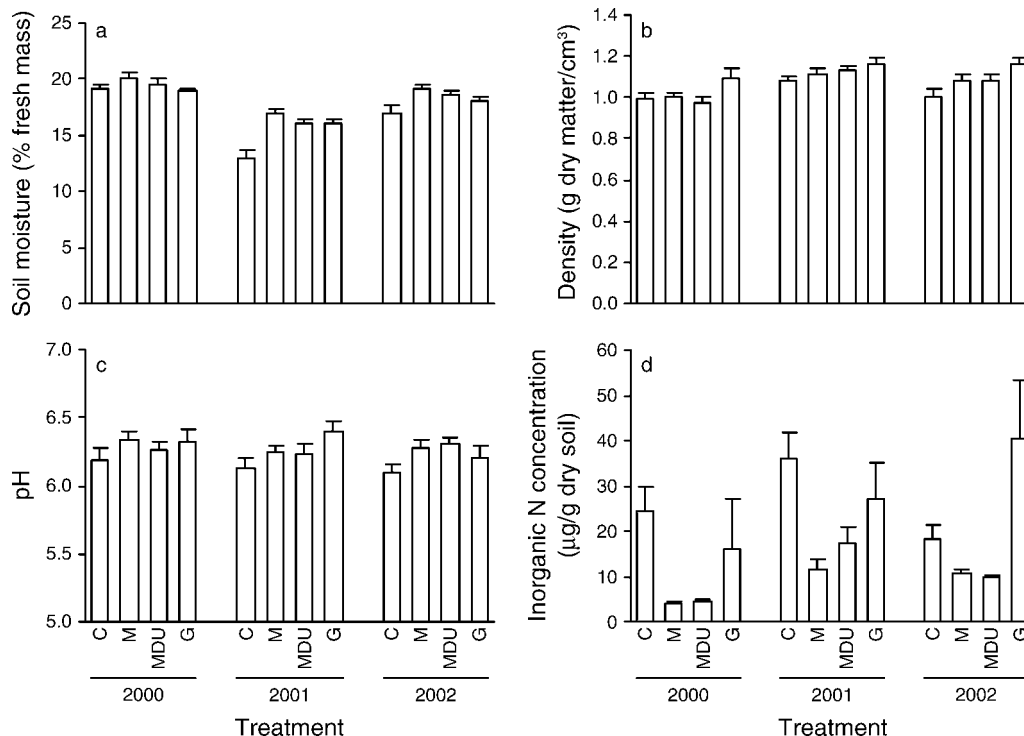 a
Soil moisture (% fresh mass)
25
20
15
10
5
0
b
Density (g dry matter/cm³)
1.4
1.2
1.0
0.8
0.6
0.4
0.2
0.0
c
pH
7.0
6.5
6.0
5.5
5.0
C M MDU G C M MDU G C M MDU G
2000 2001 2002
Treatment
d
Inorganic N concentration
(µg/g dry soil)
60
50
40
30
20
10
0
C M MDU G C M MDU G C M MDU G
2000 2001 2002
Treatment